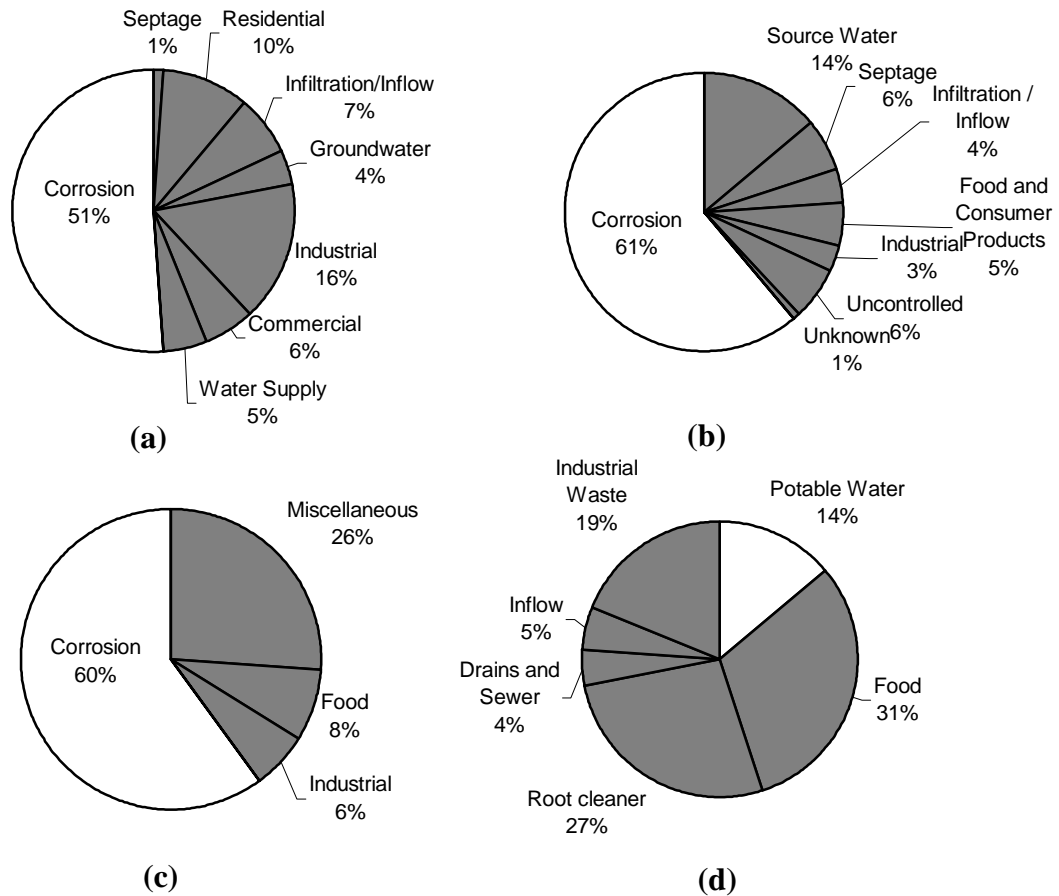 Septage
1%
Residential
10%
Infiltration/Inflow
7%
Groundwater
4%
Industrial
16%
Commercial
6%
Water Supply
5%
Corrosion
51%
(a)
Source Water
14%
Septage
6%
Infiltration /
Inflow
4%
Food and
Consumer
Products
5%
Industrial
3%
Uncontrolled
6%
Unknown
1%
Corrosion
61%
(b)
Miscellaneous
26%
Food
8%
Industrial
6%
Corrosion
60%
(c)
Industrial
Waste
19%
Potable Water
14%
Inflow
5%
Drains and
Sewer
4%
Food
31%
Root cleaner
27%
(d)